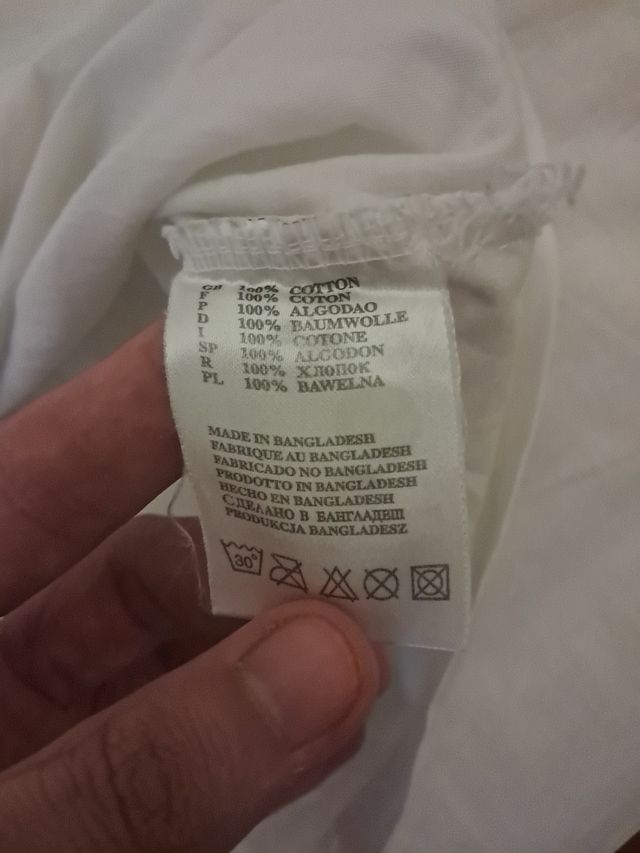 GB 100% COTTON
F 100% COTON
P 100% ALGODAO
D 100% BAUMWOLLE
I 100% COTONE
SP 100% ALGODON
R 100% ХЛОПОК
PL 100% BAWELNA
MADE IN BANGLADESH
FABRIQUE AU BANGLADESH
FABRICADO NO BANGLADESH
PRODOTTO IN BANGLADESH
HECHO EN BANGLADESH
СДЕЛАНО В БАНГЛАДЕШ
PRODUKCJA BANGLADESZ
30°